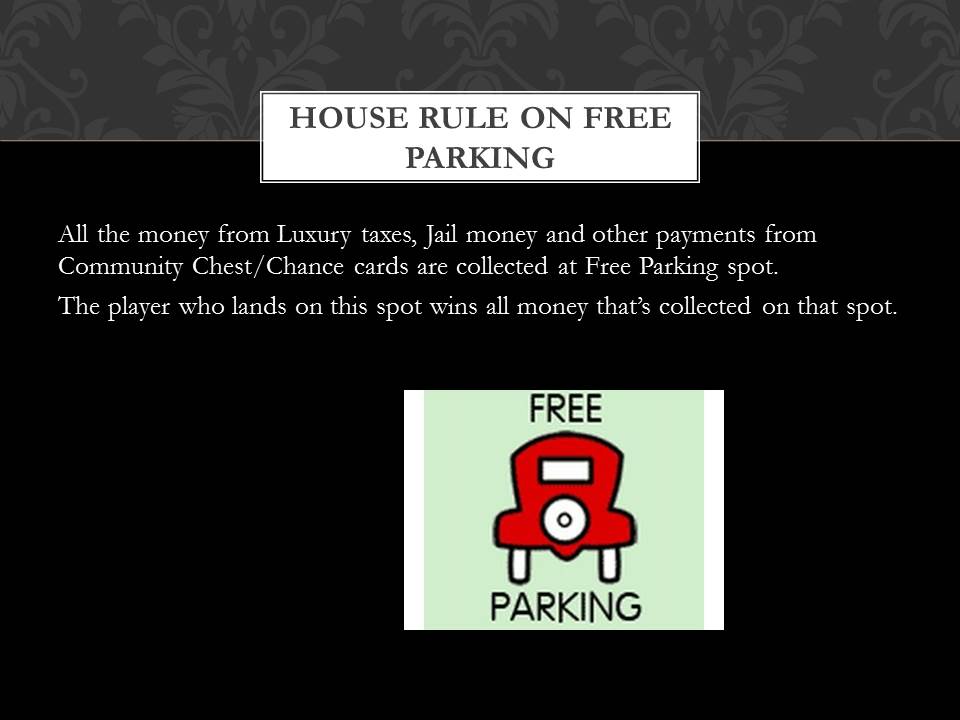 HOUSE RULE ON FREE
PARKING
All the money from Luxury taxes, Jail money and other payments from
Community Chest/Chance cards are collected at Free Parking spot.
The player who lands on this spot wins all money that’s collected on that spot.
FREE
PARKING